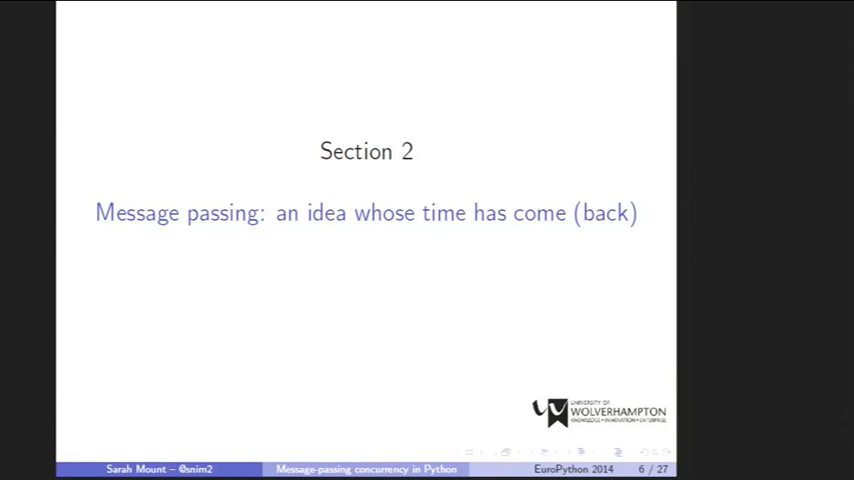 Section 2
Message passing: an idea whose time has come (back)
UNIVERSITY OF
WOLVERHAMPTON
KNOWLEDGE • INNOVATION • ENTERPRISE
Sarah Mount – @snim2 Message-passing concurrency in Python EuroPython 2014 6 / 27